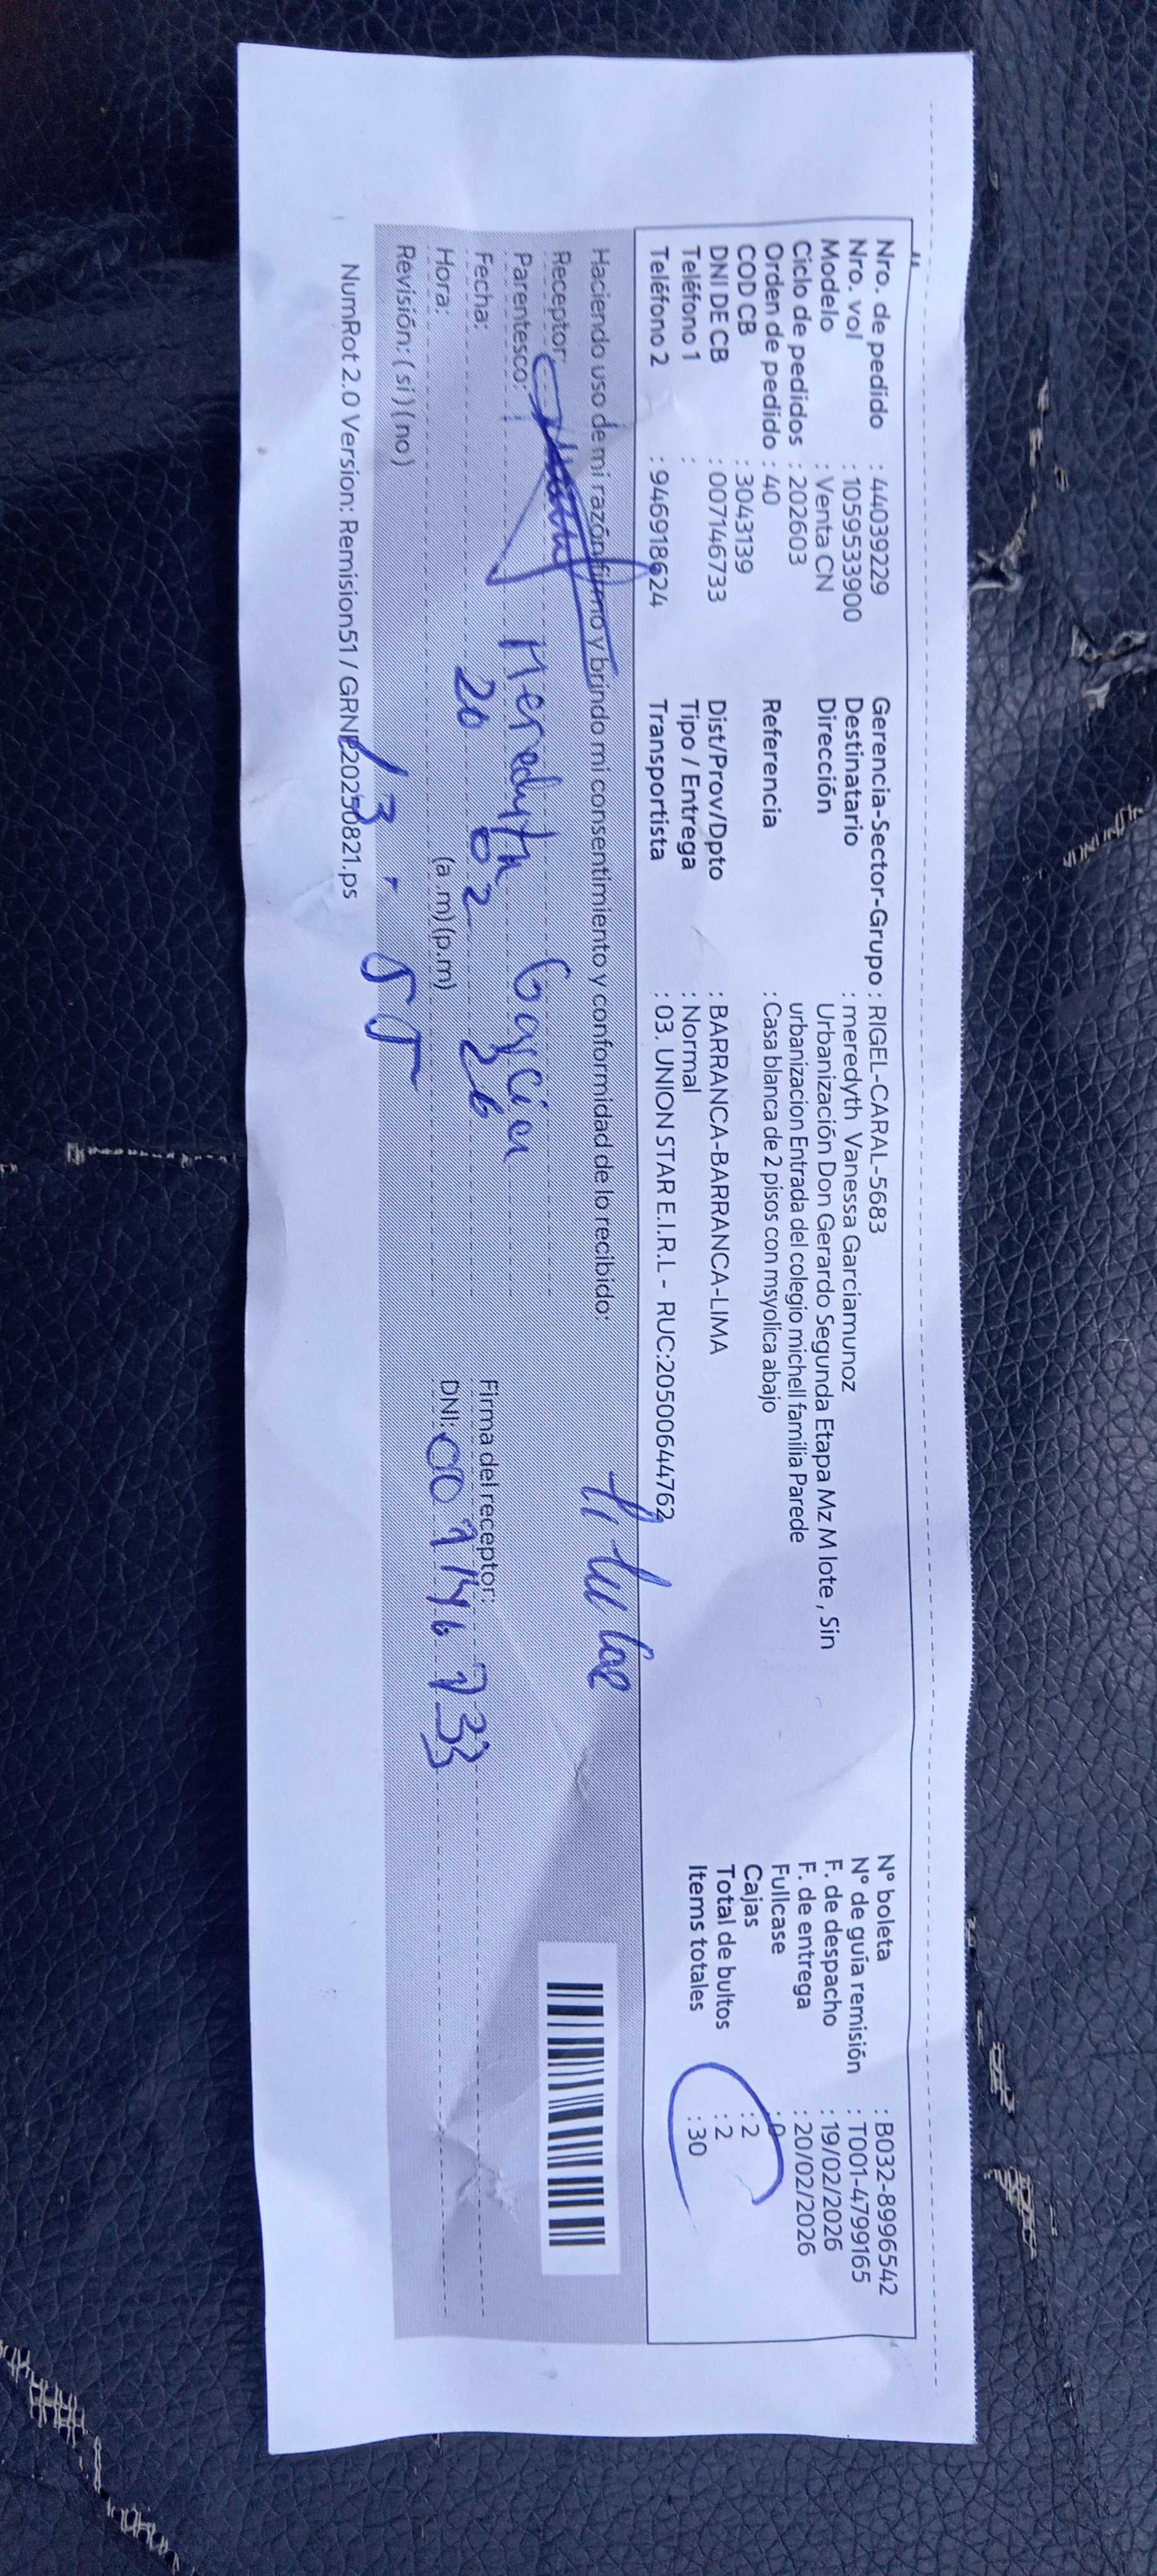 Nro. de pedido : 44039229
Nro. vol : 1059533900
Modelo : Venta CN
Ciclo de pedidos : 202603
Orden de pedido : 40
COD CB : 3043139
DNI DE CB : 007146733
Teléfono 1 :
Teléfono 2 : 946918624
Gerencia-Sector-Grupo : RIGEL-CARAL-5683
Destinatario : meredyth Vanessa Garciamunoz
Dirección Urbanización Don Gerardo Segunda Etapa Mz M lote , Sin
urbanizacion Entrada del colegio michell familia Parede
Referencia : Casa blanca de 2 pisos con msyolica abajo
Dist/Prov/Dpto : BARRANCA-BARRANCA-LIMA
Tipo / Entrega : Normal
Transportista : 03. UNION STAR E.I.R.L - RUC:20500644762
N° boleta : B032-8996542
N° de guía remisión : T001-4799165
F. de despacho : 19/02/2026
F. de entrega : 20/02/2026
Fullcase : 0
Cajas : 2
Total de bultos : 2
Items totales : 30
Haciendo uso de mi razón firmo y brindo mi consentimiento y conformidad de lo recibido:
titular
Receptor:
Parentesco: Meredyth Garcia
Fecha: 20 02 26
Hora: (a m) (p.m)
13 . 55
Revisión: ( si ) ( no )
Firma del receptor:
DNI: 007146733
NumRot 2.0 Version: Remision51 / GRNP20250821.ps